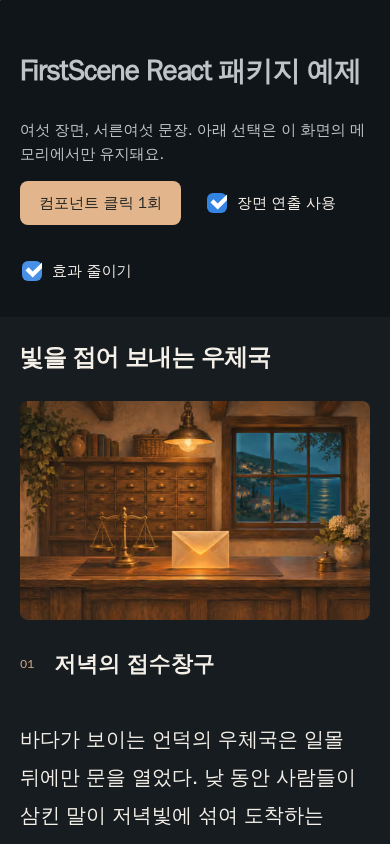 FirstScene React 패키지 예제
여섯 장면, 서른여섯 문장. 아래 선택은 이 화면의 메
모리에서만 유지돼요.
컴포넌트 클릭 1회
장면 연출 사용
효과 줄이기
빛을 접어 보내는 우체국
01 저녁의 접수창구
바다가 보이는 언덕의 우체국은 일몰
뒤에만 문을 열었다. 낮 동안 사람들이
삼킨 말이 저녁빛에 섞여 도착하는